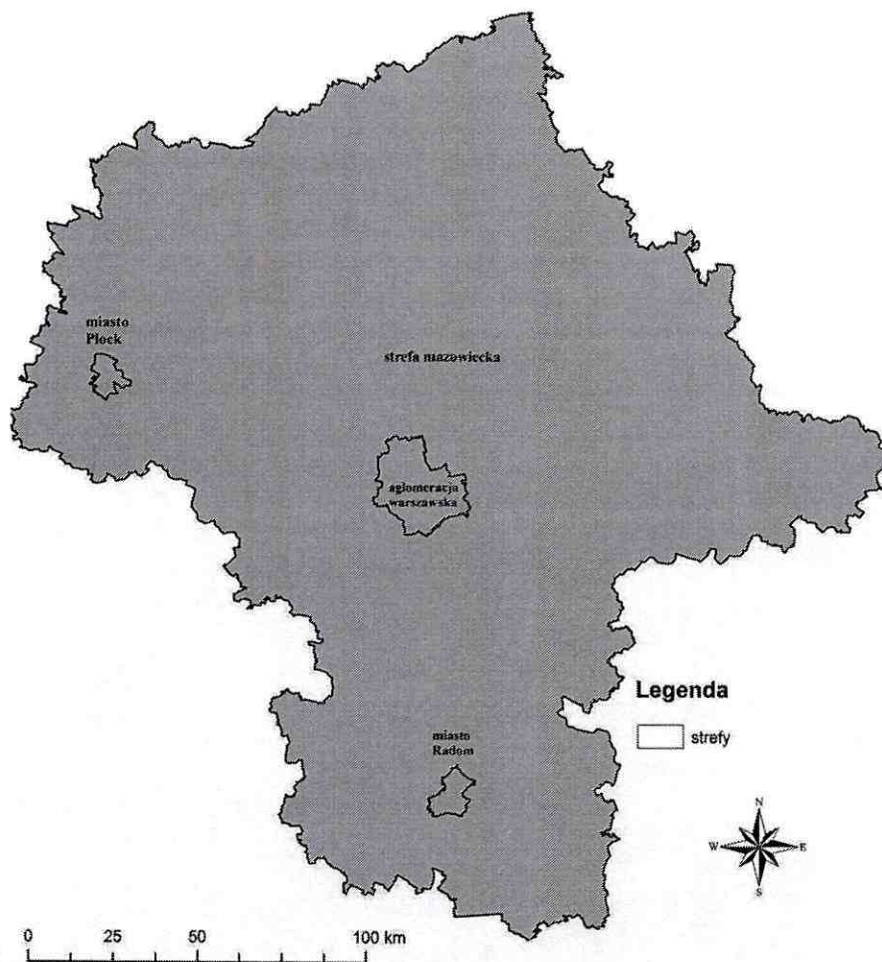 miasto
Płock
strefa mazowiecka
aglomeracja
warszawska
Legenda
strefy
miasto
Radom
N
W
E
S
0 25 50 100 km